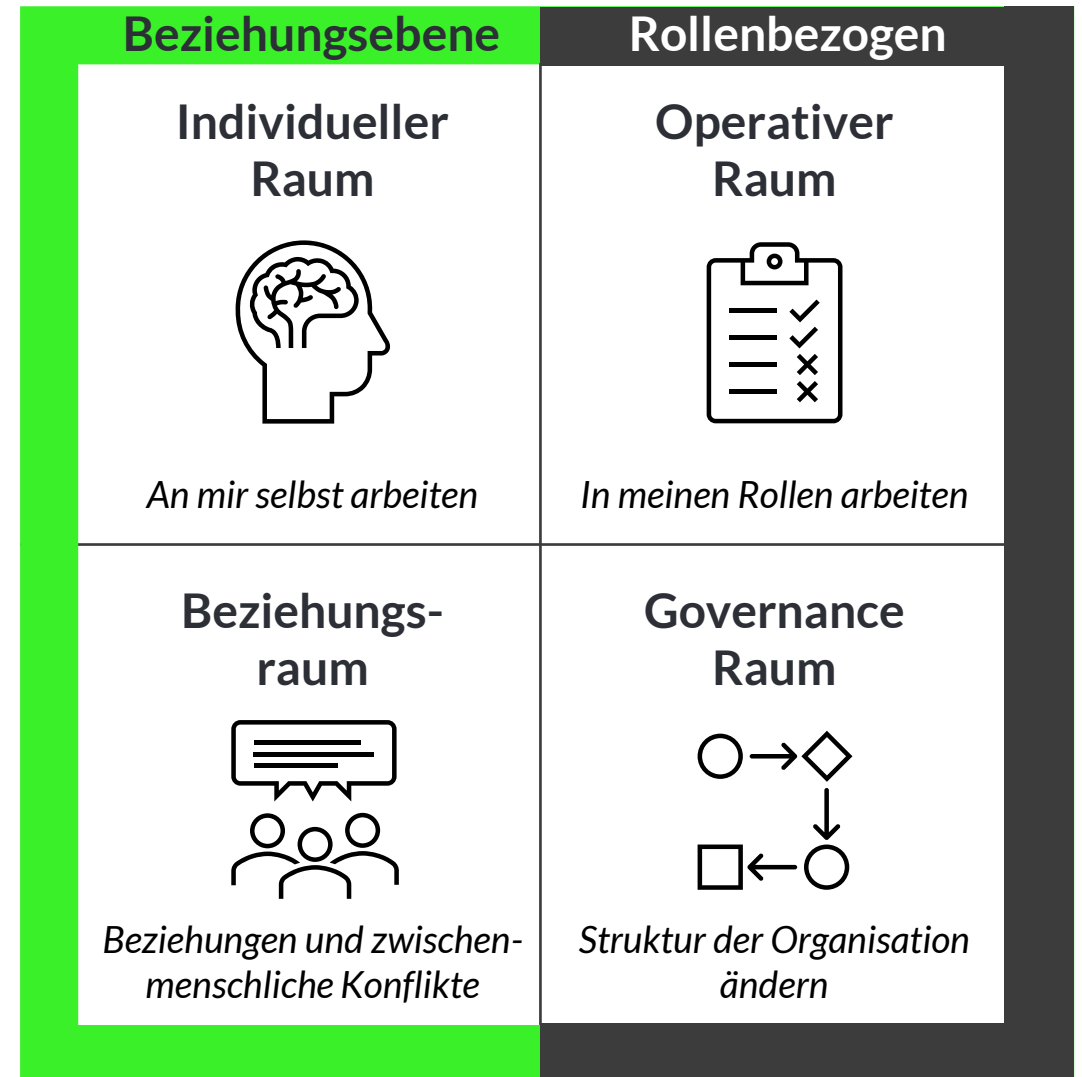 Beziehungsebene
Rollenbezogen
Individueller
Raum
An mir selbst arbeiten
Operativer
Raum
In meinen Rollen arbeiten
Beziehungs-
raum
Beziehungen und zwischen-
menschliche Konflikte
Governance
Raum
Struktur der Organisation
ändern